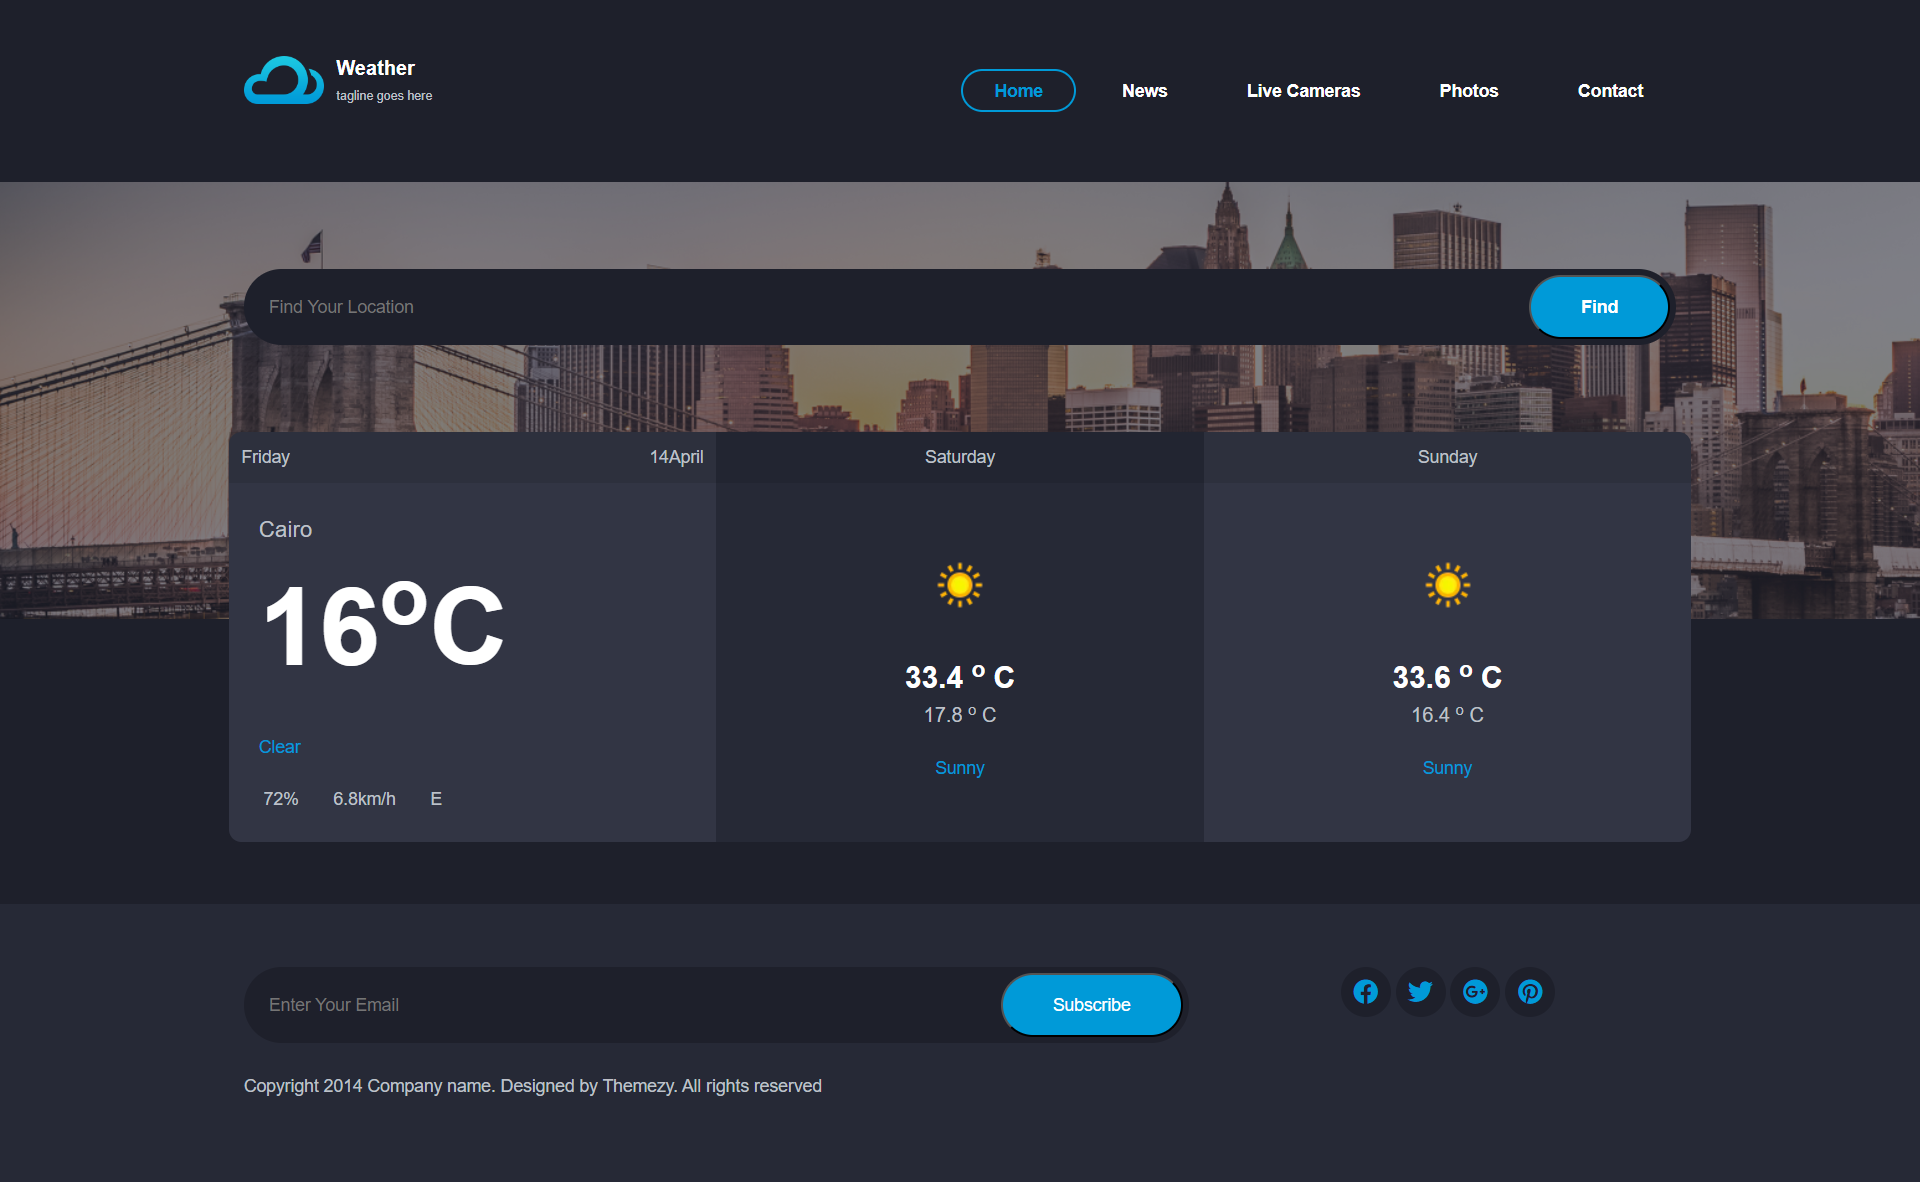 Weather
tagline goes here
Home
News
Live Cameras
Photos
Contact
Find Your Location
Find
Friday
14April
Saturday
Sunday
Cairo
16°C
33.4 ° C
17.8 ° C
33.6 ° C
16.4 ° C
Clear
Sunny
Sunny
72%
6.8km/h
E
Enter Your Email
Subscribe
Copyright 2014 Company name. Designed by Themezy. All rights reserved